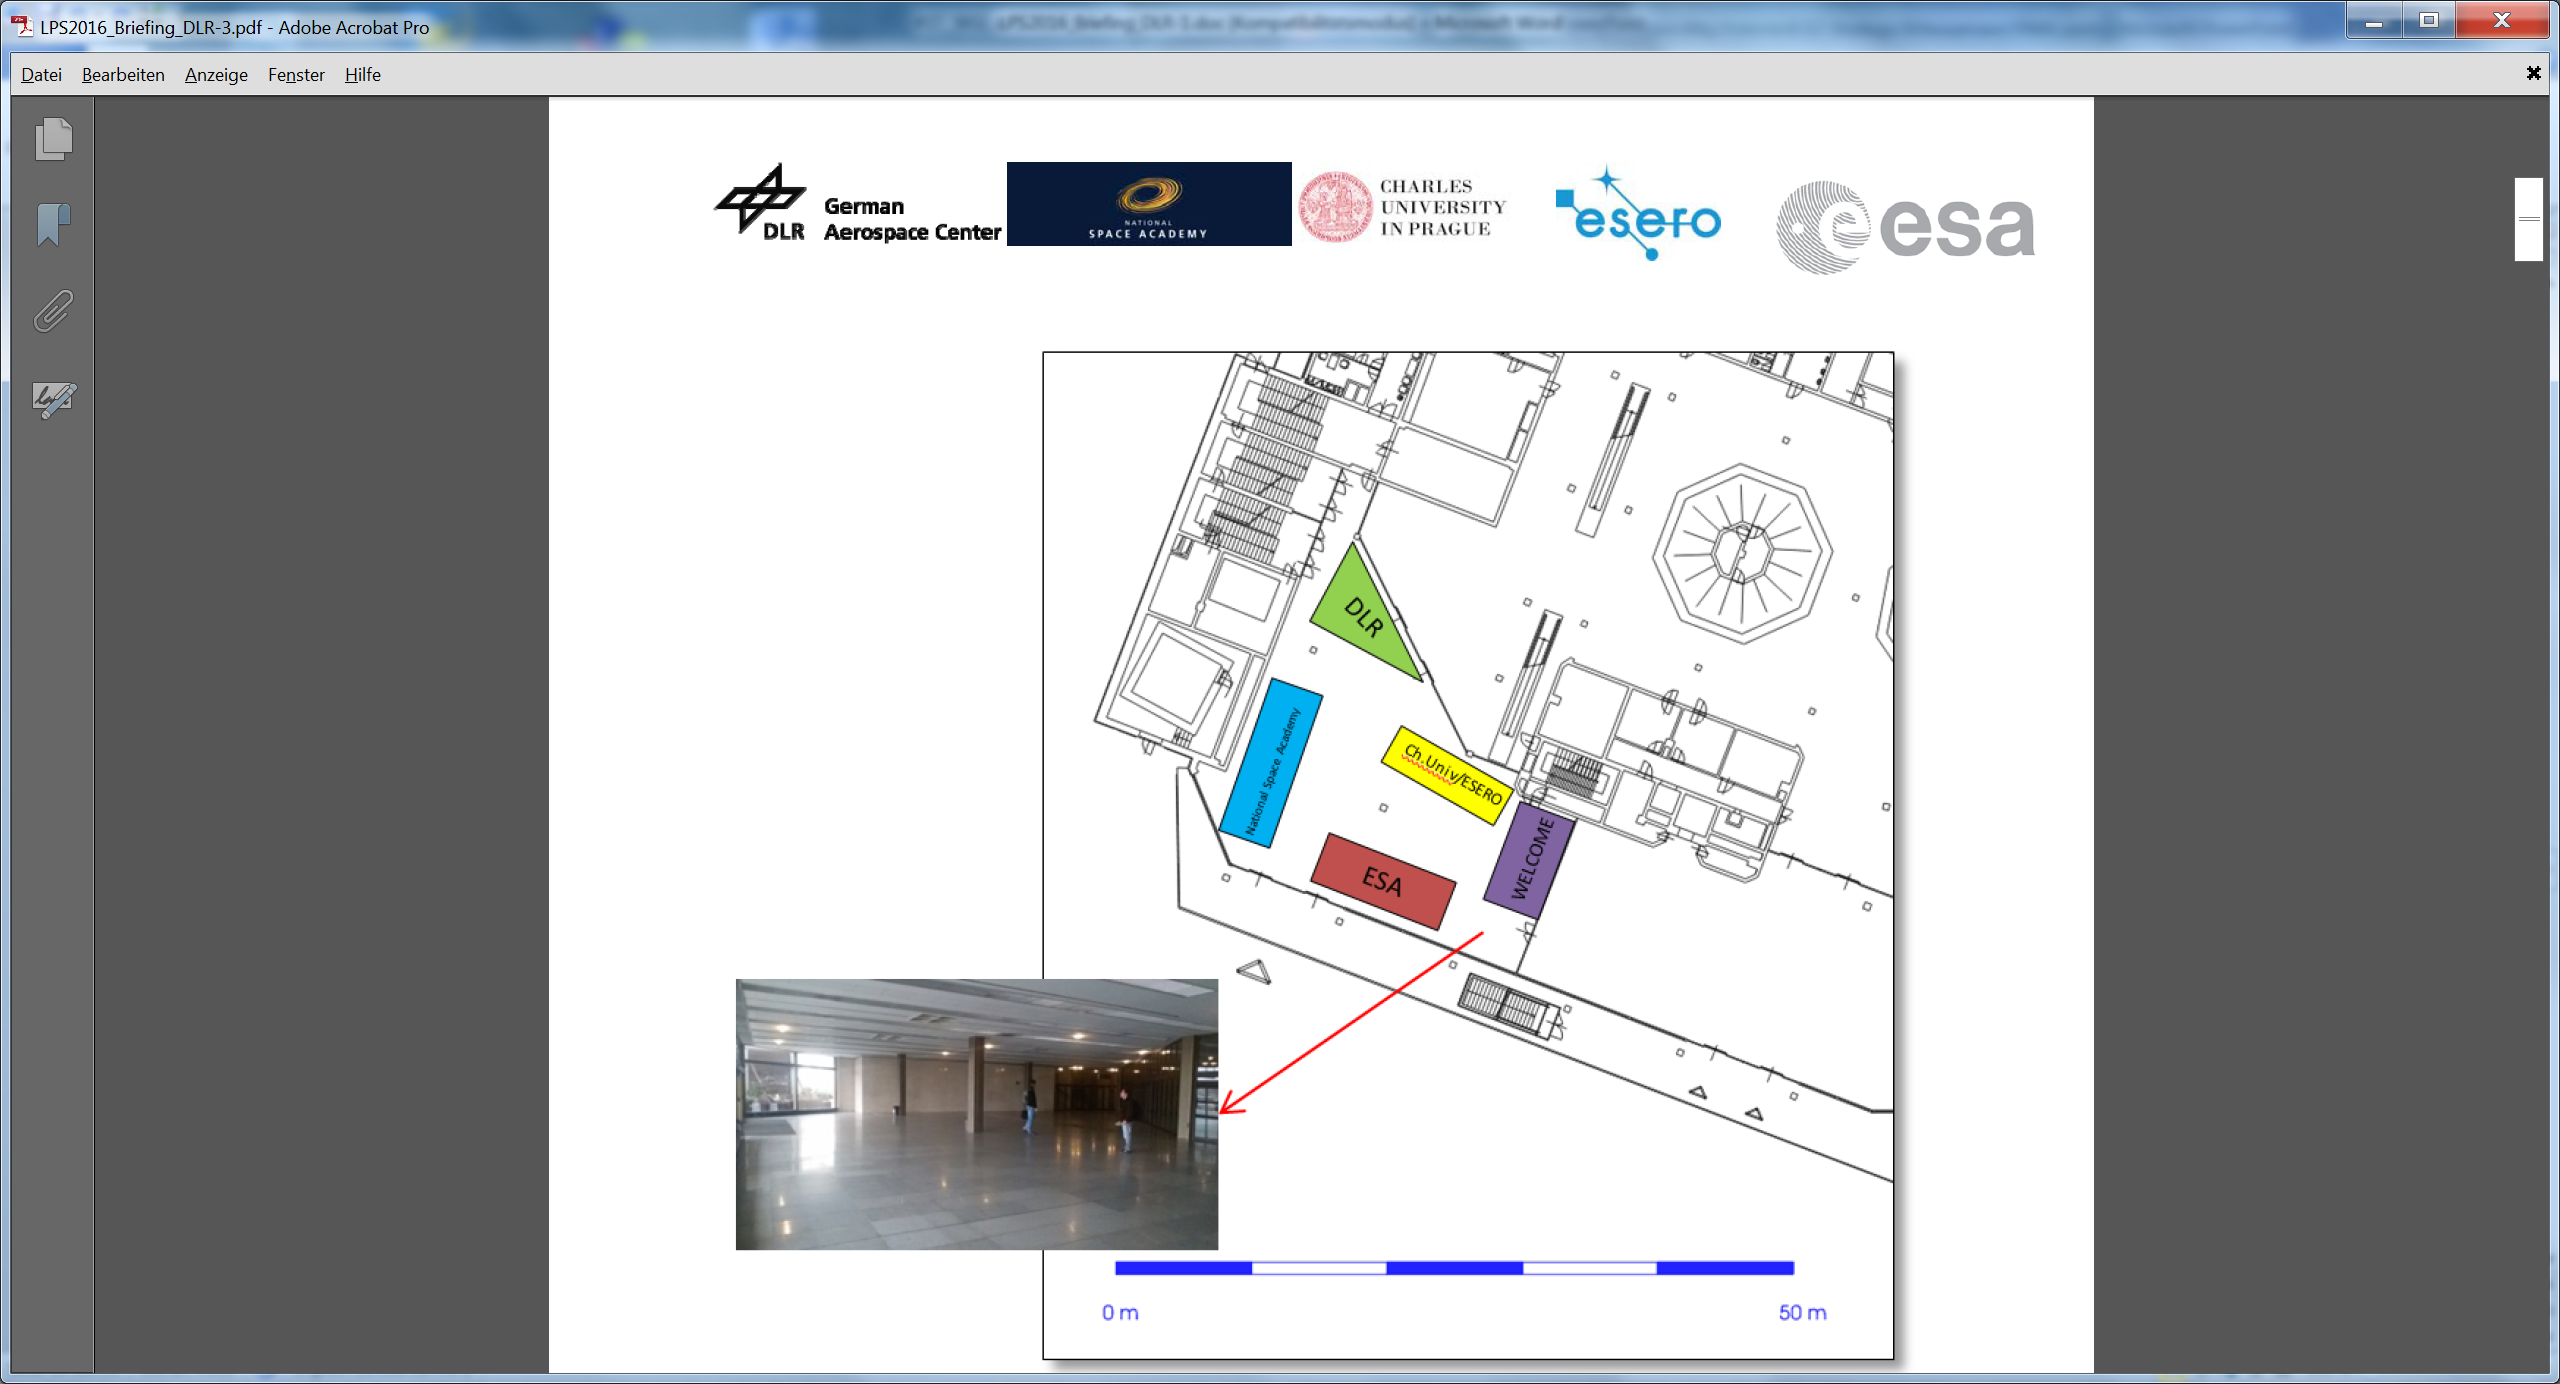 LPS2016_Briefing_DLR-3.pdf - Adobe Acrobat Pro
Datei Bearbeiten Anzeige Fenster Hilfe
DLR
German
Aerospace Center
NATIONAL
SPACE ACADEMY
CHARLES
UNIVERSITY
IN PRAGUE
esero
esa
DLR
National Space Academy
Ch.Univ/ESERO
WELCOME
ESA
0 m
50 m